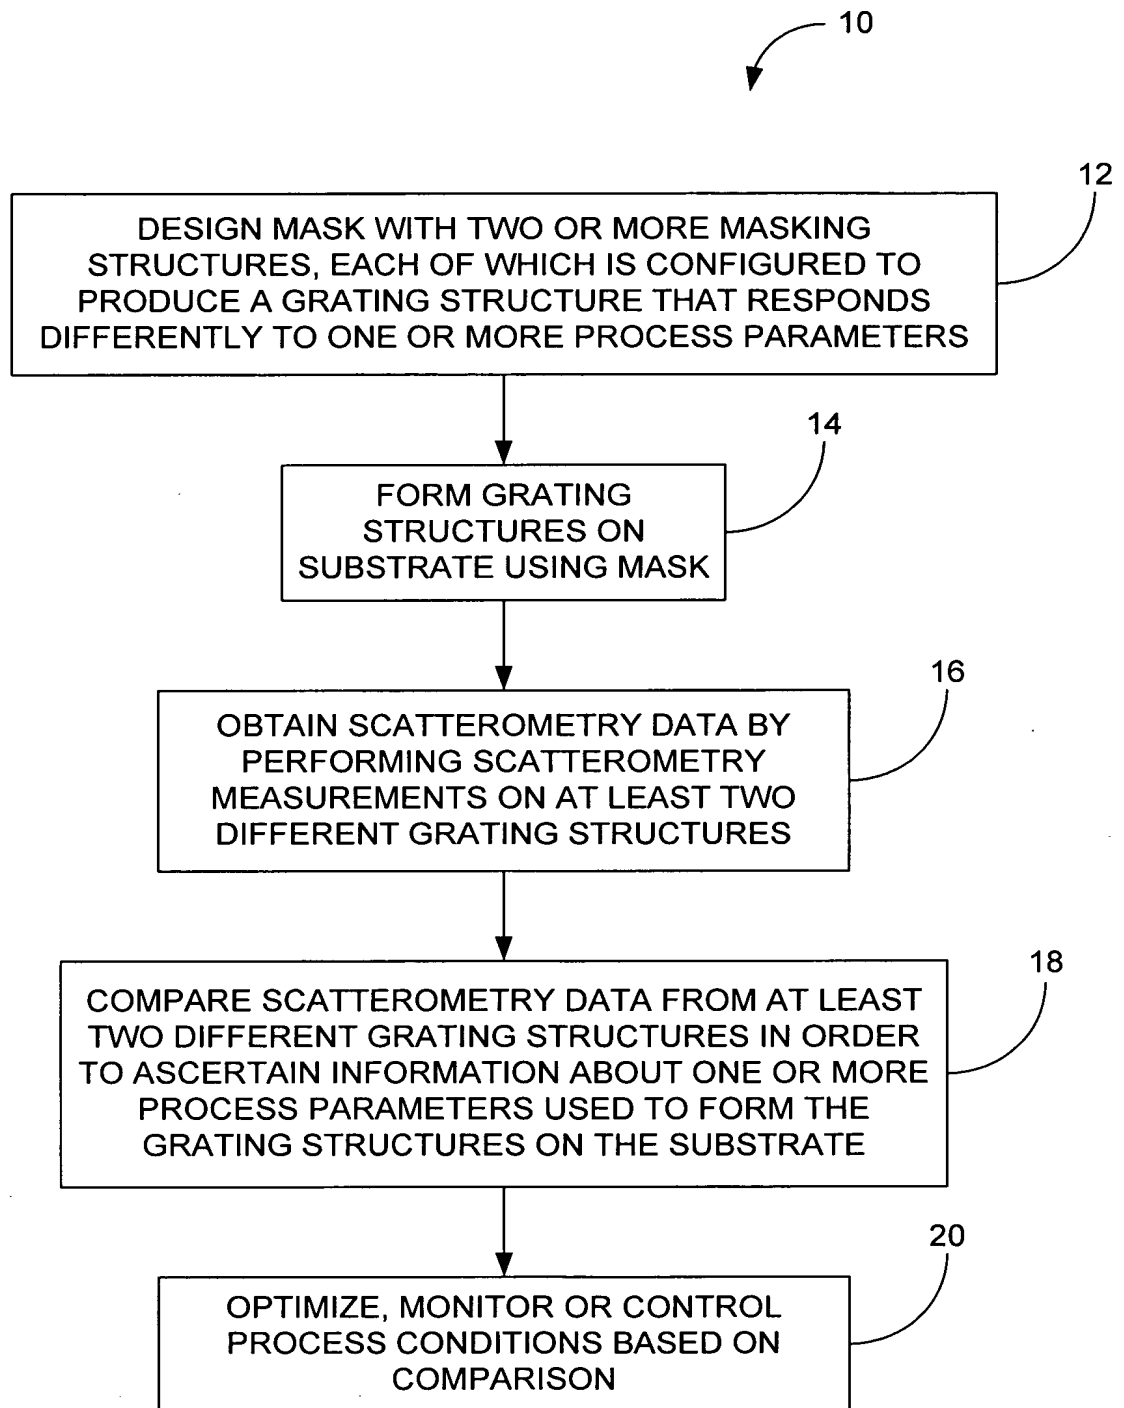 10
12
DESIGN MASK WITH TWO OR MORE MASKING
STRUCTURES, EACH OF WHICH IS CONFIGURED TO
PRODUCE A GRATING STRUCTURE THAT RESPONDS
DIFFERENTLY TO ONE OR MORE PROCESS PARAMETERS
14
FORM GRATING
STRUCTURES ON
SUBSTRATE USING MASK
16
OBTAIN SCATTEROMETRY DATA BY
PERFORMING SCATTEROMETRY
MEASUREMENTS ON AT LEAST TWO
DIFFERENT GRATING STRUCTURES
18
COMPARE SCATTEROMETRY DATA FROM AT LEAST
TWO DIFFERENT GRATING STRUCTURES IN ORDER
TO ASCERTAIN INFORMATION ABOUT ONE OR MORE
PROCESS PARAMETERS USED TO FORM THE
GRATING STRUCTURES ON THE SUBSTRATE
20
OPTIMIZE, MONITOR OR CONTROL
PROCESS CONDITIONS BASED ON
COMPARISON